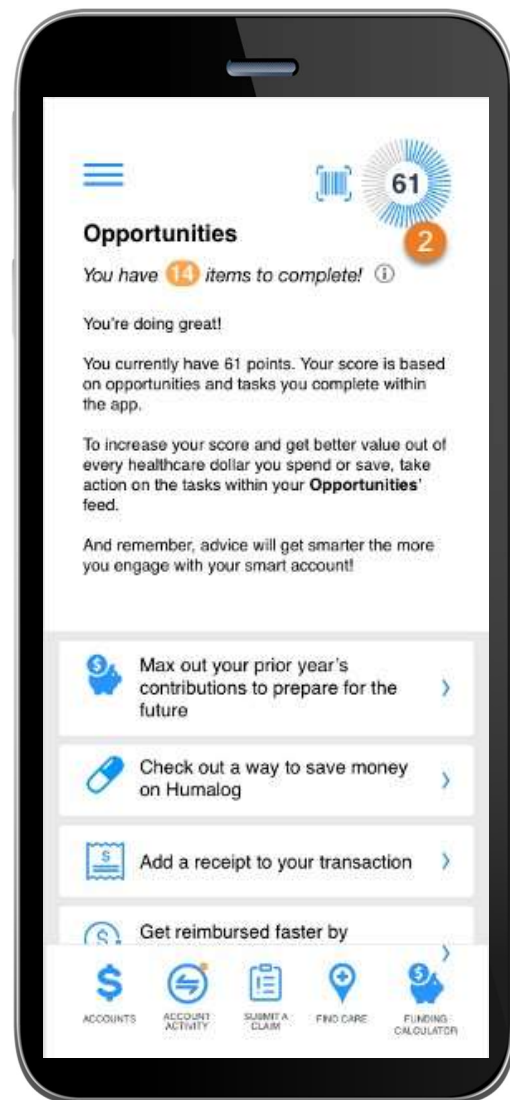 61
2
Opportunities
You have 14 items to complete! i
You're doing great!
You currently have 61 points. Your score is based
on opportunities and tasks you complete within
the app.
To increase your score and get better value out of
every healthcare dollar you spend or save, take
action on the tasks within your Opportunities'
feed.
And remember, advice will get smarter the more
you engage with your smart account!
Max out your prior year's
contributions to prepare for the
future
Check out a way to save money
on Humalog
Add a receipt to your transaction
Get reimbursed faster by
ACCOUNTS
ACCOUNT
ACTIVITY
SUBMIT A
CLAIM
FIND CARE
FUNDING
CALCULATOR